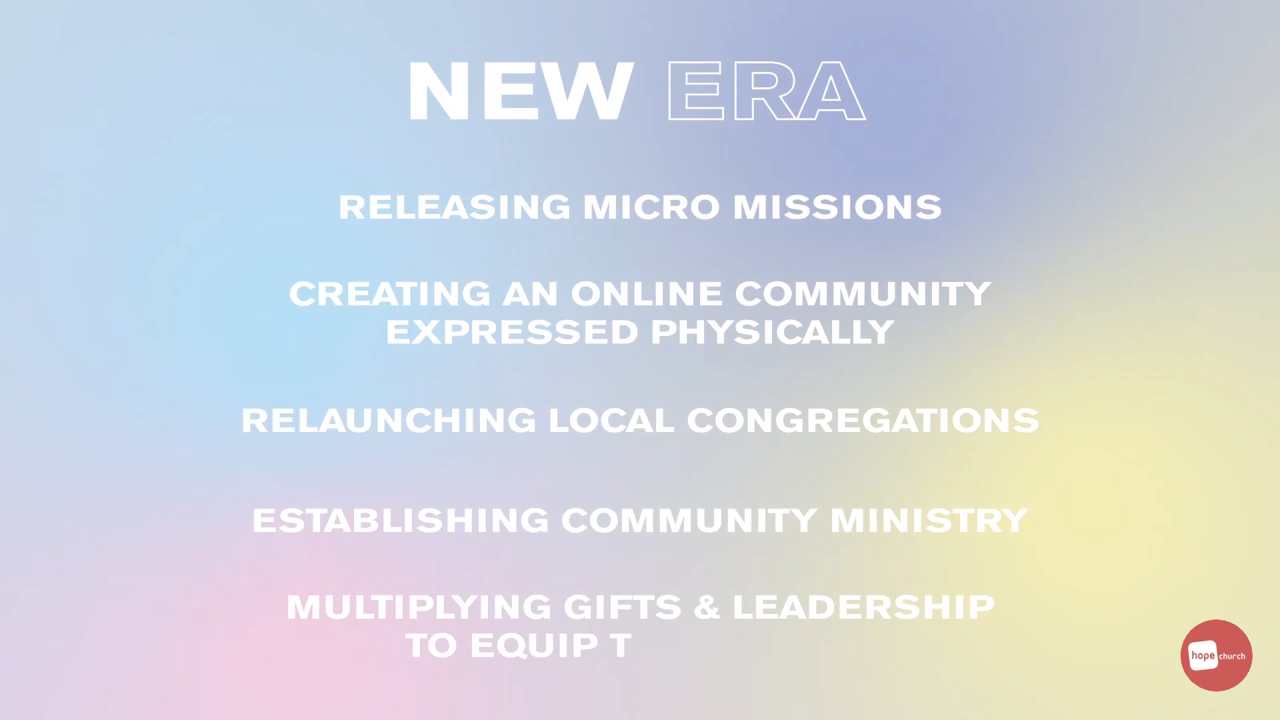 NEW ERA
RELEASING MICRO MISSIONS
CREATING AN ONLINE COMMUNITY
EXPRESSED PHYSICALLY
RELAUNCHING LOCAL CONGREGATIONS
ESTABLISHING COMMUNITY MINISTRY
MULTIPLYING GIFTS & LEADERSHIP
TO EQUIP T
hope church